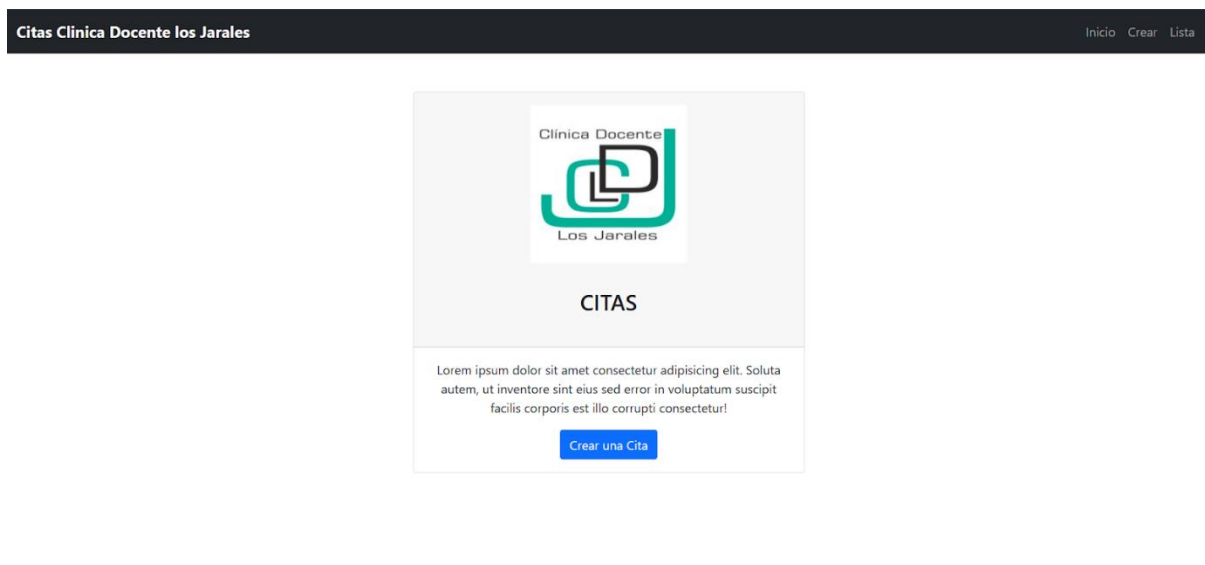 Citas Clinica Docente los Jarales
Inicio Crear Lista
Clínica Docente
CLD
Los Jarales
CITAS
Lorem ipsum dolor sit amet consectetur adipisicing elit. Soluta
autem, ut inventore sint eius sed error in voluptatum suscipit
facilis corporis est illo corrupti consectetur!
Crear una Cita